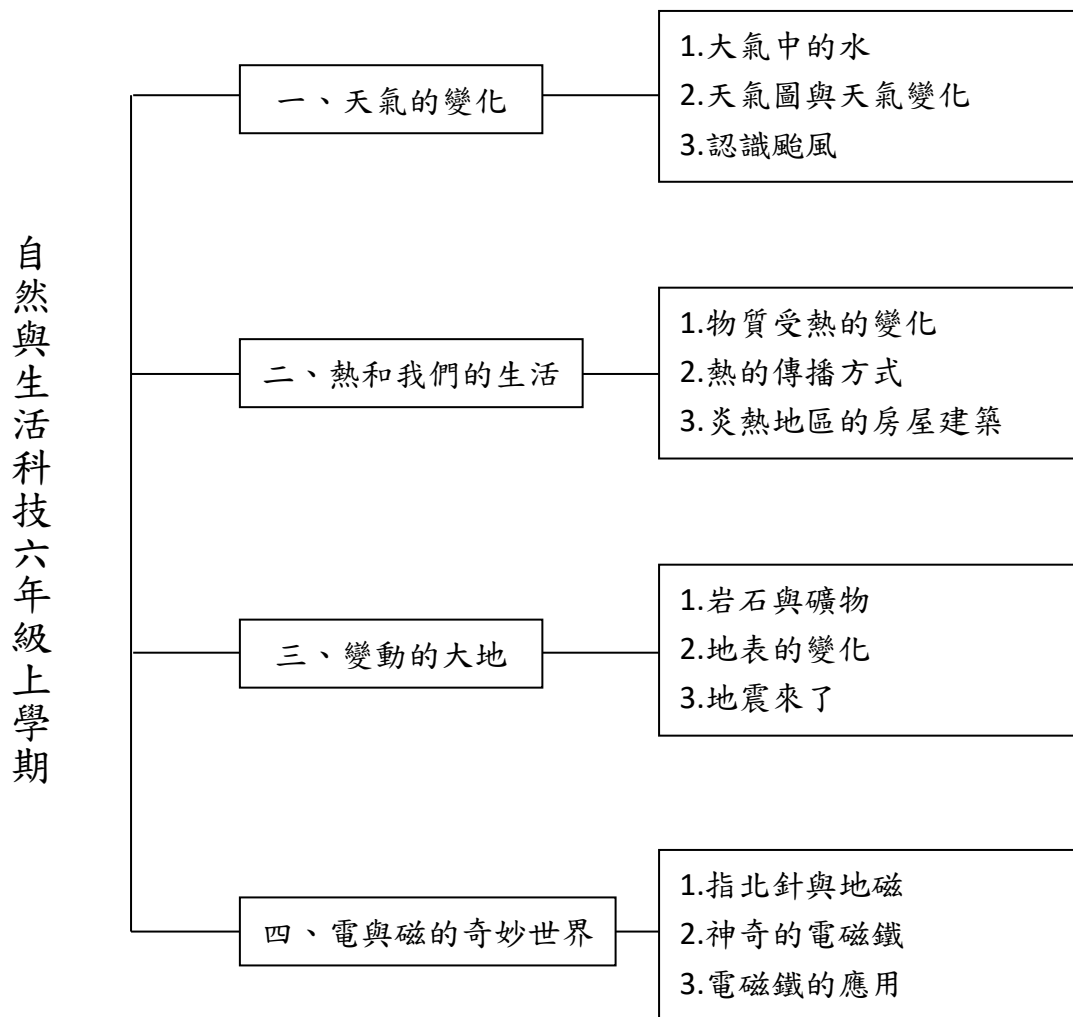 自然與生活科技六年級上學期
一、天氣的變化
1.大氣中的水
2.天氣圖與天氣變化
3.認識颱風
二、熱和我們的生活
1.物質受熱的變化
2.熱的傳播方式
3.炎熱地區的房屋建築
三、變動的大地
1.岩石與礦物
2.地表的變化
3.地震來了
四、電與磁的奇妙世界
1.指北針與地磁
2.神奇的電磁鐵
3.電磁鐵的應用